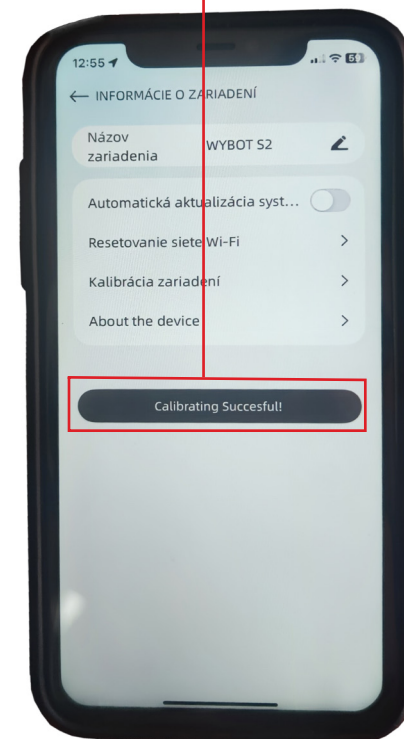 12:55
INFORMÁCIE O ZARIADENÍ
Názov
zariadenia
WYBOT S2
Automatická aktualizácia syst...
Resetovanie siete Wi-Fi
Kalibrácia zariadení
About the device
Calibrating Succesful!